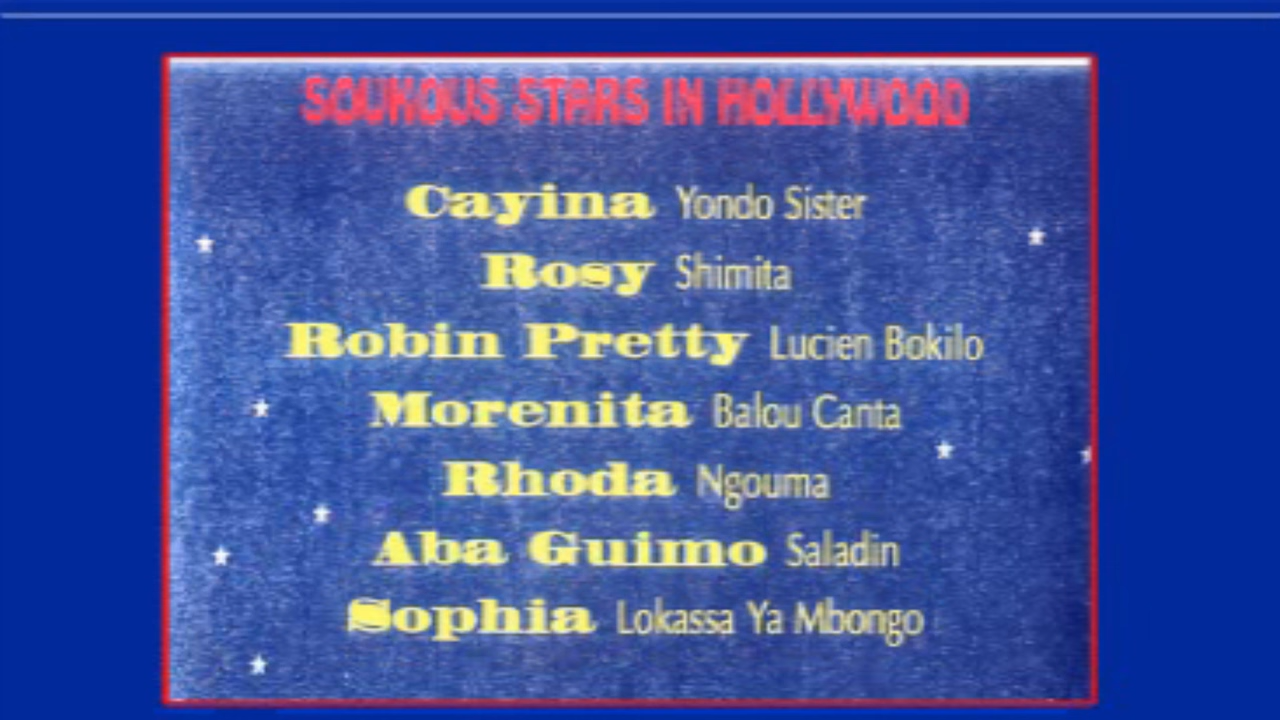 SOUKOUS STARS IN HOLLYWOOD
Cayina Yondo Sister
Rosy Shimita
Robin Pretty Lucien Bokilo
Morenita Balou Canta
Rhoda Ngouma
Aba Guimo Saladin
Sophia Lokassa Ya Mbongo